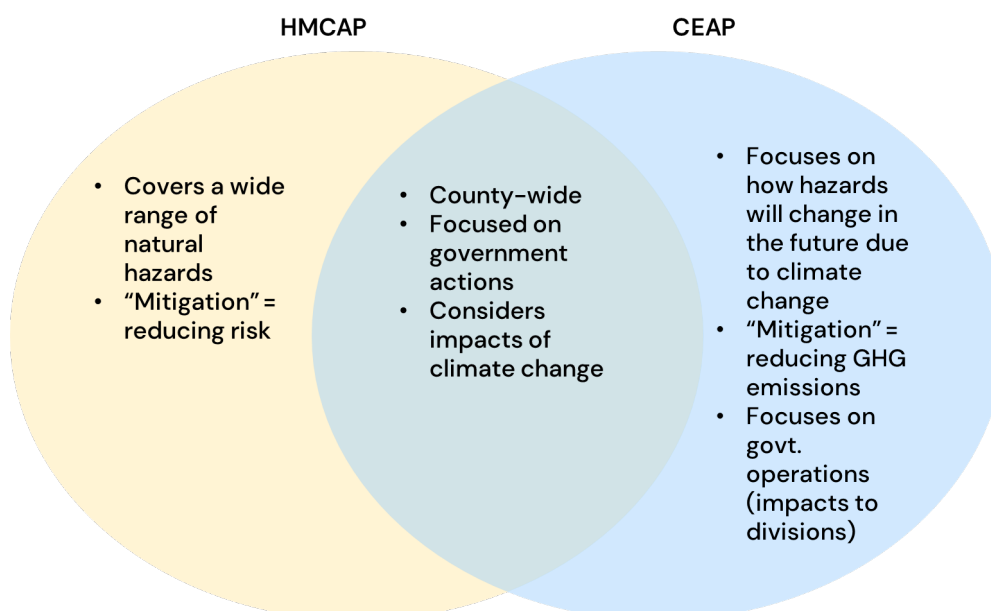 HMCAP
CEAP
• Covers a wide
range of
natural
hazards
• “Mitigation” =
reducing risk
• County-wide
• Focused on
government
actions
• Considers
impacts of
climate change
• Focuses on
how hazards
will change in
the future due
to climate
change
• “Mitigation” =
reducing GHG
emissions
• Focuses on
govt.
operations
(impacts to
divisions)